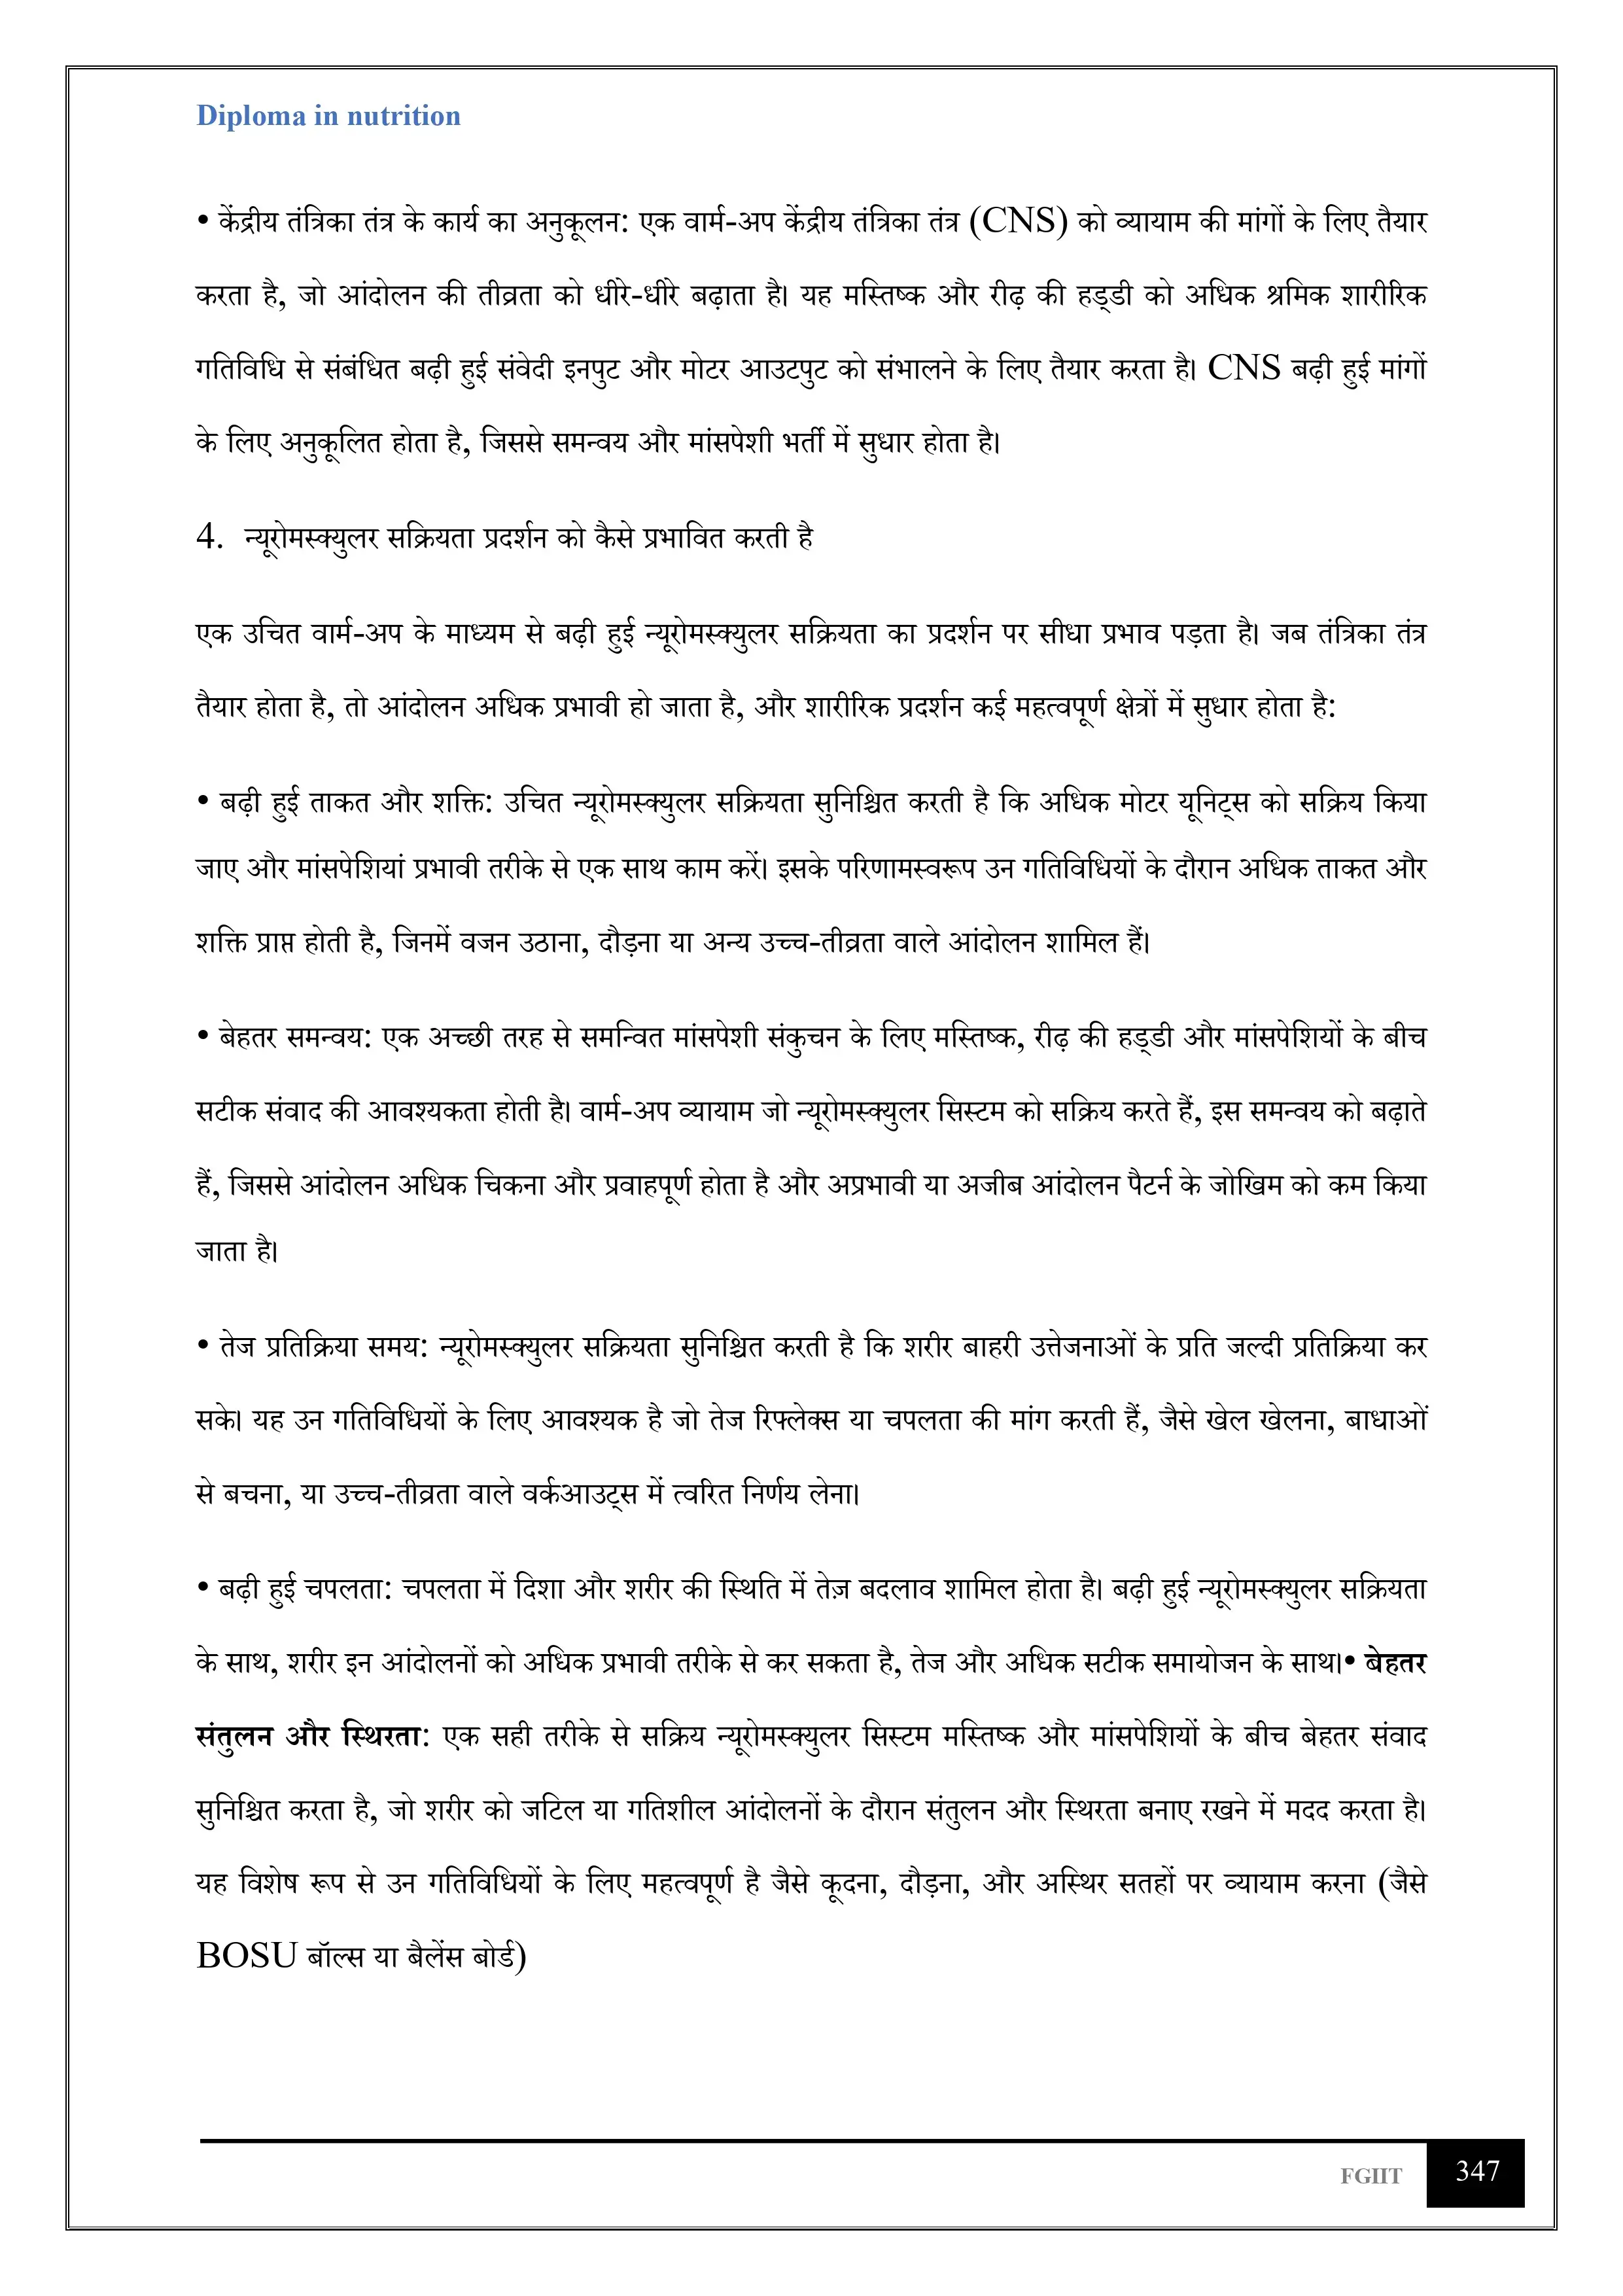 Diploma in nutrition
• केंद्रीय तंत्रिका तंत्र के कार्य का अनुकूलन: एक वार्म-अप केंद्रीय तंत्रिका तंत्र (CNS) को व्यायाम की मांगों के लिए तैयार
करता है, जो आंदोलन की तीव्रता को धीरे-धीरे बढ़ाता है। यह मस्तिष्क और रीढ़ की हड्डी को अधिक श्रमिक शारीरिक
गतिविधि से संबंधित बढ़ी हुई संवेदी इनपुट और मोटर आउटपुट को संभालने के लिए तैयार करता है। CNS बढ़ी हुई मांगों
के लिए अनुकूलित होता है, जिससे समन्वय और मांसपेशी भर्ती में सुधार होता है।
4. न्यूरोमस्क्युलर सक्रियता प्रदर्शन को कैसे प्रभावित करती है
एक उचित वार्म-अप के माध्यम से बढ़ी हुई न्यूरोमस्क्युलर सक्रियता का प्रदर्शन पर सीधा प्रभाव पड़ता है। जब तंत्रिका तंत्र
तैयार होता है, तो आंदोलन अधिक प्रभावी हो जाता है, और शारीरिक प्रदर्शन कई महत्वपूर्ण क्षेत्रों में सुधार होता है:
• बढ़ी हुई ताकत और शक्ति: उचित न्यूरोमस्क्युलर सक्रियता सुनिश्चित करती है कि अधिक मोटर यूनिट्स को सक्रिय किया
जाए और मांसपेशियां प्रभावी तरीके से एक साथ काम करें। इसके परिणामस्वरूप उन गतिविधियों के दौरान अधिक ताकत और
शक्ति प्राप्त होती है, जिनमें वजन उठाना, दौड़ना या अन्य उच्च-तीव्रता वाले आंदोलन शामिल हैं।
• बेहतर समन्वय: एक अच्छी तरह से समन्वित मांसपेशी संकुचन के लिए मस्तिष्क, रीढ़ की हड्डी और मांसपेशियों के बीच
सटीक संवाद की आवश्यकता होती है। वार्म-अप व्यायाम जो न्यूरोमस्क्युलर सिस्टम को सक्रिय करते हैं, इस समन्वय को बढ़ाते
हैं, जिससे आंदोलन अधिक चिकना और प्रवाहपूर्ण होता है और अप्रभावी या अजीब आंदोलन पैटर्न के जोखिम को कम किया
जाता है।
• तेज प्रतिक्रिया समय: न्यूरोमस्क्युलर सक्रियता सुनिश्चित करती है कि शरीर बाहरी उत्तेजनाओं के प्रति जल्दी प्रतिक्रिया कर
सके। यह उन गतिविधियों के लिए आवश्यक है जो तेज रिफ्लेक्स या चपलता की मांग करती हैं, जैसे खेल खेलना, बाधाओं
से बचना, या उच्च-तीव्रता वाले वर्कआउट्स में त्वरित निर्णय लेना।
• बढ़ी हुई चपलता: चपलता में दिशा और शरीर की स्थिति में तेज़ बदलाव शामिल होता है। बढ़ी हुई न्यूरोमस्क्युलर सक्रियता
के साथ, शरीर इन आंदोलनों को अधिक प्रभावी तरीके से कर सकता है, तेज और अधिक सटीक समायोजन के साथ।• बेहतर
संतुलन और स्थिरता: एक सही तरीके से सक्रिय न्यूरोमस्क्युलर सिस्टम मस्तिष्क और मांसपेशियों के बीच बेहतर संवाद
सुनिश्चित करता है, जो शरीर को जटिल या गतिशील आंदोलनों के दौरान संतुलन और स्थिरता बनाए रखने में मदद करता है।
यह विशेष रूप से उन गतिविधियों के लिए महत्वपूर्ण है जैसे कूदना, दौड़ना, और अस्थिर सतहों पर व्यायाम करना (जैसे
BOSU बॉल्स या बैलेंस बोर्ड)
FGIIT 347